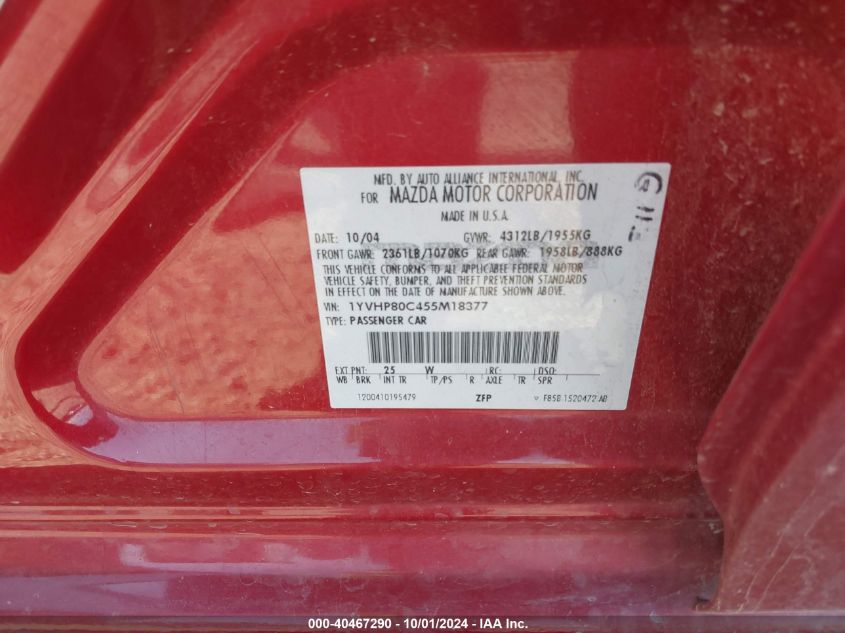 MFD. BY AUTO ALLIANCE INTERNATIONAL, INC.
FOR MAZDA MOTOR CORPORATION
MADE IN U.S.A.
DATE: 10/04 GVWR: 4312LB/1955KG
FRONT GAWR: 2361LB/1070KG REAR GAWR: 1958LB/888KG
THIS VEHICLE CONFORMS TO ALL APPLICABLE FEDERAL MOTOR
VEHICLE SAFETY, BUMPER, AND THEFT PREVENTION STANDARDS
IN EFFECT ON THE DATE OF MANUFACTURE SHOWN ABOVE.
VIN: 1YVHP80C455M18377
TYPE: PASSENGER CAR
EXT PNT: 25 W RC: DSO:
WB BRK INT TR TP/PS R AXLE TR SPR
1200410195479 ZFP F85B 1520472 AB
000-40467290 - 10/01/2024 - IAA Inc.